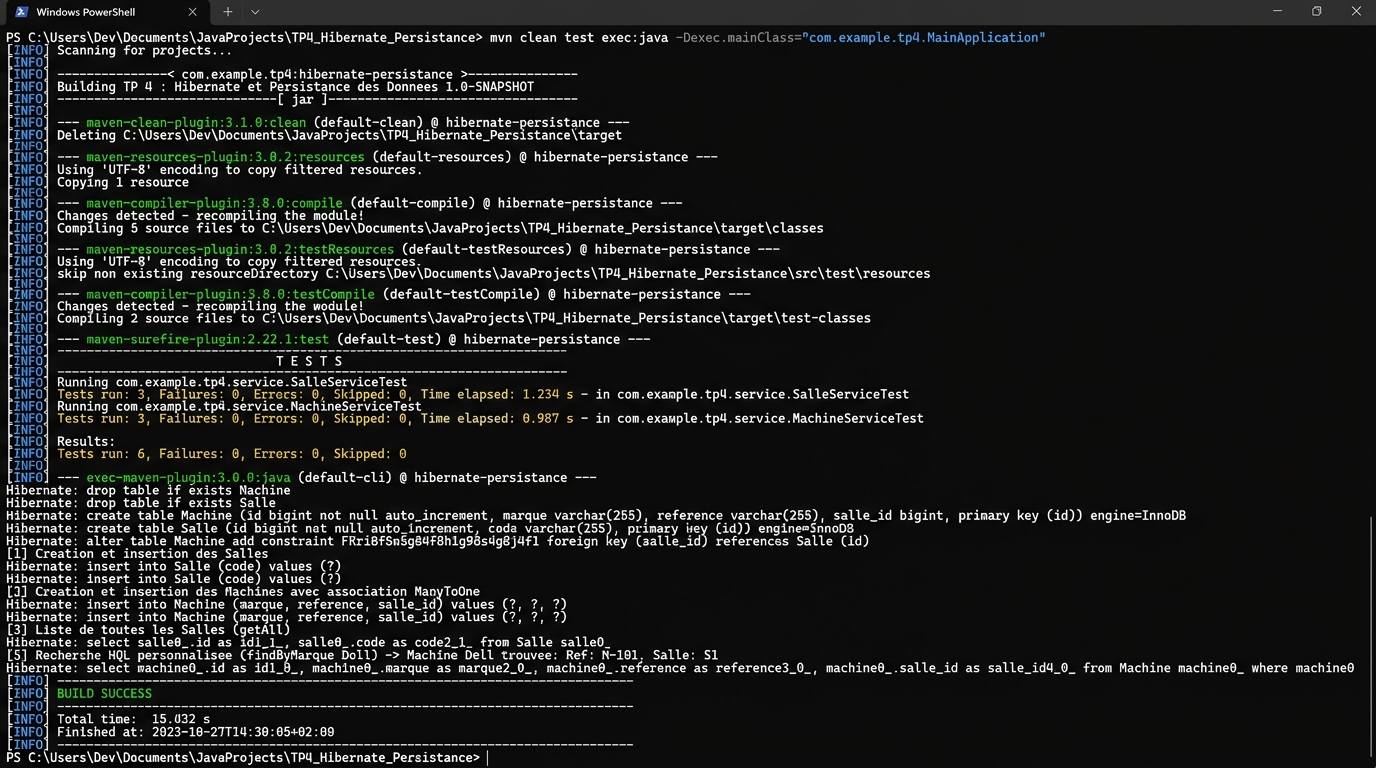 Windows PowerShell
PS C:\Users\Dev\Documents\JavaProjects\TP4_Hibernate_Persistance> mvn clean test exec:java -Dexec.mainClass="com.example.tp4.MainApplication"
[INFO] Scanning for projects...
[INFO]
[INFO] ---------------< com.example.tp4:hibernate-persistance >---------------
[INFO] Building TP 4 : Hibernate et Persistance des Donnees 1.0-SNAPSHOT
[INFO] -----------------------------[ jar ]---------------------------------
[INFO]
[INFO] --- maven-clean-plugin:3.1.0:clean (default-clean) @ hibernate-persistance ---
[INFO] Deleting C:\Users\Dev\Documents\JavaProjects\TP4_Hibernate_Persistance\target
[INFO]
[INFO] --- maven-resources-plugin:3.0.2:resources (default-resources) @ hibernate-persistance ---
[INFO] Using 'UTF-8' encoding to copy filtered resources.
[INFO] Copying 1 resource
[INFO]
[INFO] --- maven-compiler-plugin:3.8.0:compile (default-compile) @ hibernate-persistance ---
[INFO] Changes detected - recompiling the module!
[INFO] Compiling 5 source files to C:\Users\Dev\Documents\JavaProjects\TP4_Hibernate_Persistance\target\classes
[INFO]
[INFO] --- maven-resources-plugin:3.0.2:testResources (default-testResources) @ hibernate-persistance ---
[INFO] Using 'UTF-8' encoding to copy filtered resources.
[INFO] skip non existing resourceDirectory C:\Users\Dev\Documents\JavaProjects\TP4_Hibernate_Persistance\src\test\resources
[INFO]
[INFO] --- maven-compiler-plugin:3.8.0:testCompile (default-testCompile) @ hibernate-persistance ---
[INFO] Changes detected - recompiling the wodule!
[INFO] Compiling 2 source files to C:\Users\Dev\Documents\JavaProjects\TP4_Hibernate_Persistance\target\test-classes
[INFO]
[INFO] --- maven-surefire-plugin:2.22.1:test (default-test) @ hibernate-persistance ---
[INFO] -------------------------------------------------------------------
[INFO] T E S T S
[INFO] -------------------------------------------------------------------
[INFO] Running com.example.tp4.service.SalleServiceTest
[INFO] Tests run: 3, Failures: 0, Errors: 0, Skipped: 0, Time elapsed: 1.234 s - in com.example.tp4.service.SalleServiceTest
[INFO] Running com.example.tp4.service.MachineServiceTest
[INFO] Tests run: 3, Failures: 0, Errors: 0, Skipped: 0, Time elapsed: 0.987 s - in com.example.tp4.service.MachineServiceTest
[INFO]
[INFO] Results:
[INFO] Tests run: 6, Failures: 0, Errors: 0, Skipped: 0
[INFO]
[INFO] --- exec-maven-plugin:3.0.0:java (default-cli) @ hibernate-persistance ---
Hibernate: drop table if exists Machine
Hibernate: drop table if exists Salle
Hibernate: create table Machine (id bigint not null auto_increment, marque varchar(255), reference varchar(255), salle_id bigint, primary key (id)) engine=InnoDB
Hibernate: create table Salle (id bigint not null auto_increment, coda varchar(255), primary key (id)) engine=InnoDB
Hibernate: alter table Machine add constraint foreign key (salle_id) references Salle (id)
[1] Creation et insertion des Salles
Hibernate: insert into Salle (code) values (?)
Hibernate: insert into Salle (code) values (?)
[J] Creation et insertion des Machines avec association ManyToOne
Hibernate: insert into Machine (marque, reference, salle_id) values (?, ?, ?)
Hibernate: insert into Machine (marque, reference, salle_id) values (?, ?, ?)
[3] Liste de toutes les Salles (getAll)
Hibernate: select salle0_.id as id1_1_, salle0_.code as code2_1_ from Salle salle0_
[5] Recherche HQL personnalisee (findByMarque Doll) -> Machine Dell trouvee: Ref: M-101, Salle: S1
Hibernate: select machine0_.id as id1_0_, machine0_.marque as marque2_0_, machine0_.reference as reference3_0_, machine0_.salle_id as salle_id4_0_ from Machine machine0_ where machine0
[INFO] -------------------------------------------------------------------------
[INFO] BUILD SUCCESS
[INFO] -------------------------------------------------------------------------
[INFO] Total time: 15.032 s
[INFO] Finished at: 2023-10-27T14:30:05+02:09
[INFO] -------------------------------------------------------------------------
PS C:\Users\Dev\Documents\JavaProjects\TP4_Hibernate_Persistance>